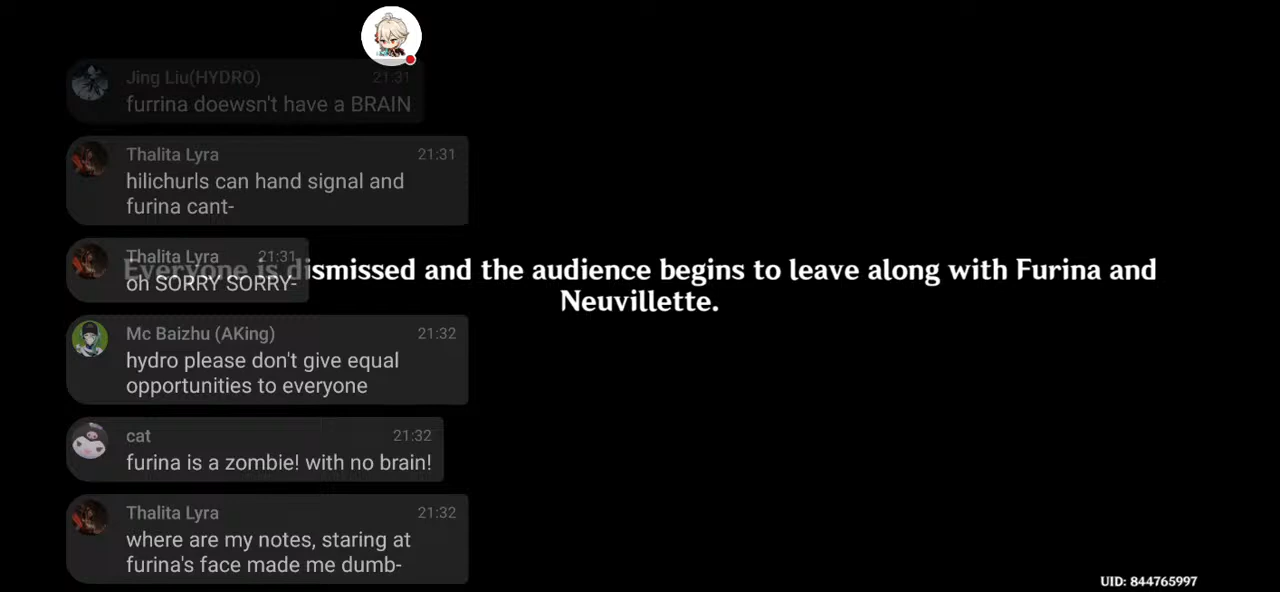 Jing Liu(HYDRO) 21:31
furrina doewsn't have a BRAIN
Thalita Lyra 21:31
hilichurls can hand signal and
furina cant-
Thalita Lyra 21:31
oh SORRY SORRY-
Everyone is dismissed and the audience begins to leave along with Furina and
Neuvillette.
Mc Baizhu (AKing) 21:32
hydro please don't give equal
opportunities to everyone
cat 21:32
furina is a zombie! with no brain!
Thalita Lyra 21:32
where are my notes, staring at
furina's face made me dumb-
UID: 844765997